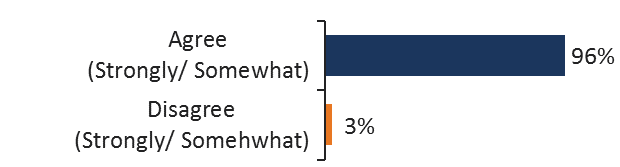 Agree
(Strongly/ Somewhat)
96%
Disagree
(Strongly/ Somehwhat)
3%